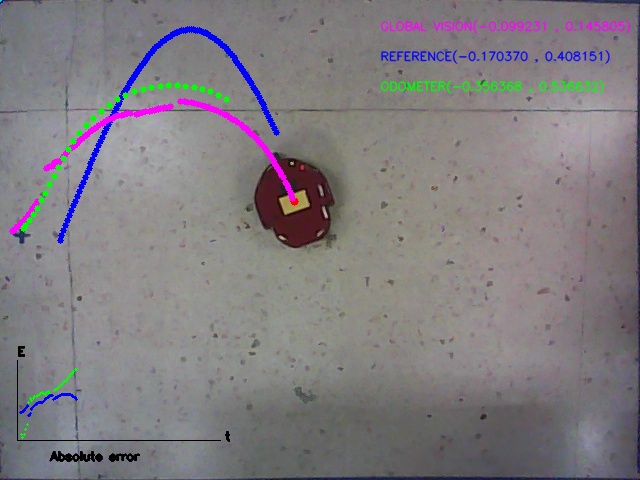 GLOBAL VISION(-0.099231 , 0.145805)
REFERENCE(-0.170370 , 0.408151)
ODOMETER(-0.356368 , 0.536632)
E
t
Absolute error